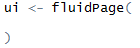 ui <- fluidPage(
)